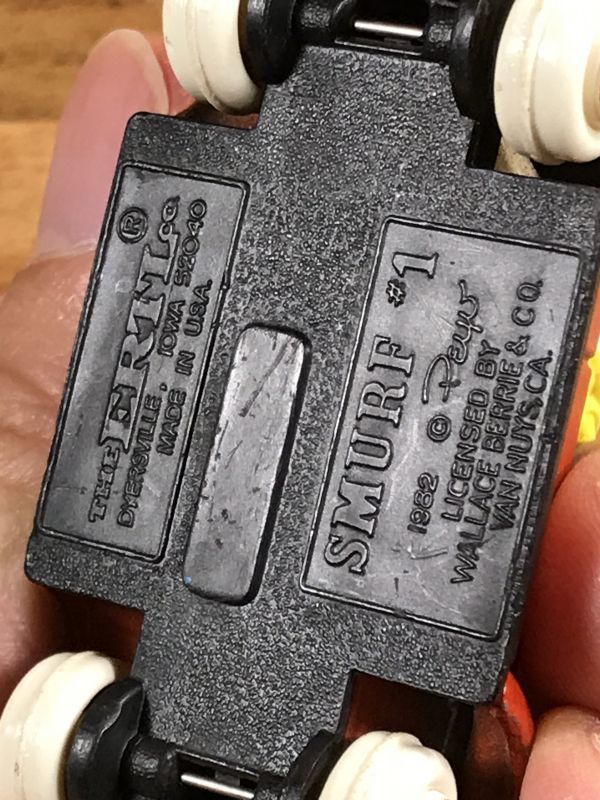 THE ERTL CO.®
DYERSVILLE, IOWA 52040
MADE IN U.S.A.
SMURF #1
1982 © Peyo
LICENSED BY
WALLACE BERRIE & CO.
VAN NUYS, CA.